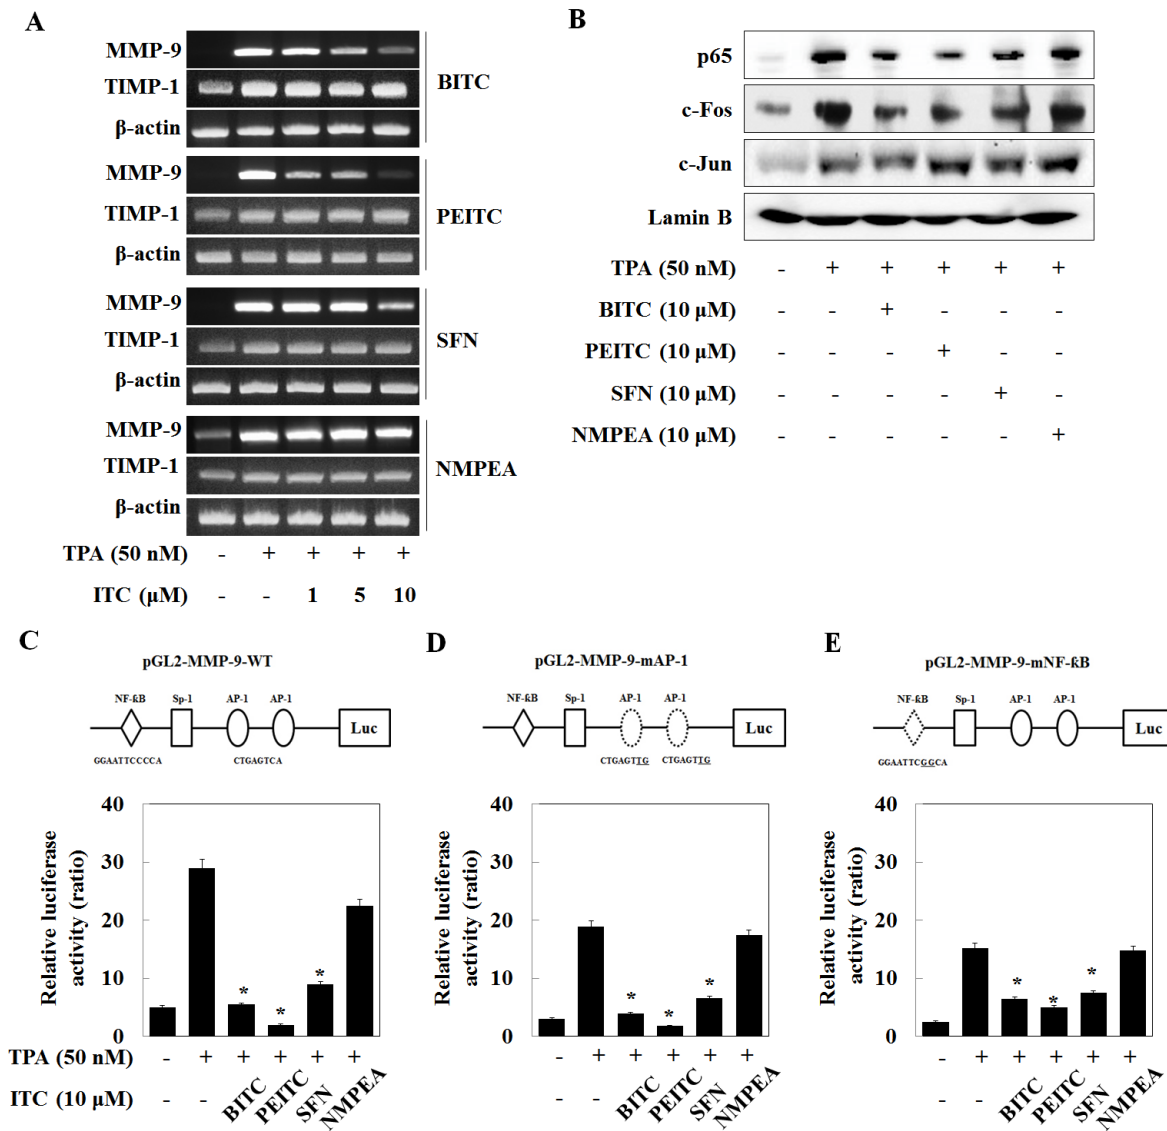 A
MMP-9
TIMP-1
β-actin
BITC
MMP-9
TIMP-1
β-actin
PEITC
MMP-9
TIMP-1
β-actin
SFN
MMP-9
TIMP-1
β-actin
NMPEA
TPA (50 nM) - + + + +
ITC (μM) - - 1 5 10
B
p65
c-Fos
c-Jun
Lamin B
TPA (50 nM) - + + + + +
BITC (10 μM) - - + - - -
PEITC (10 μM) - - - + - -
SFN (10 μM) - - - - + -
NMPEA (10 μM) - - - - - +
C
pGL2-MMP-9-WT
NF-kB Sp-1 AP-1 AP-1
Luc
GGAATTCCCCA CTGAGTCA
Relative luciferase
activity (ratio)
40
30
20
10
0
* * *
TPA (50 nM) - + + + + +
ITC (10 μM) - - BITC PEITC SFN NMPEA
D
pGL2-MMP-9-mAP-1
NF-kB Sp-1 AP-1 AP-1
Luc
CTGAGTTG CTGAGTTG
Relative luciferase
activity (ratio)
40
30
20
10
0
* * *
- + + + + +
- - BITC PEITC SFN NMPEA
E
pGL2-MMP-9-mNF-kB
NF-kB Sp-1 AP-1 AP-1
Luc
GGAATTCGGCA
Relative luciferase
activity (ratio)
40
30
20
10
0
* * *
- + + + + +
- - BITC PEITC SFN NMPEA